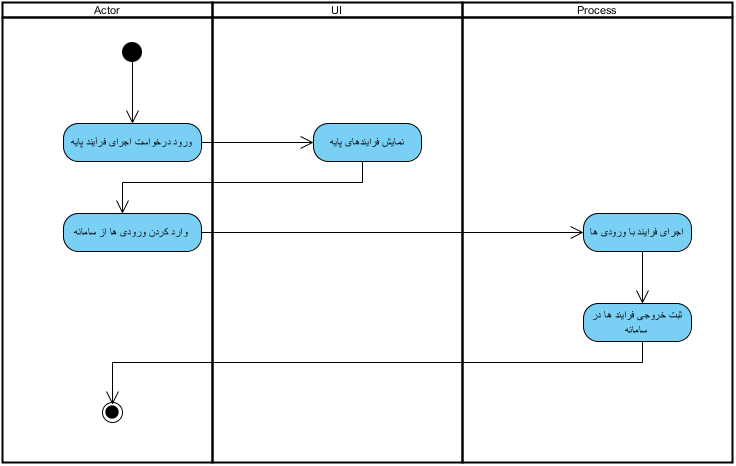 Actor
UI
Process
ورود درخواست اجرای فرآیند پایه
نمایش فرایندهای پایه
وارد کردن ورودی ها از سامانه
اجرای فرایند با ورودی ها
ثبت خروجی فرایند ها در
سامانه